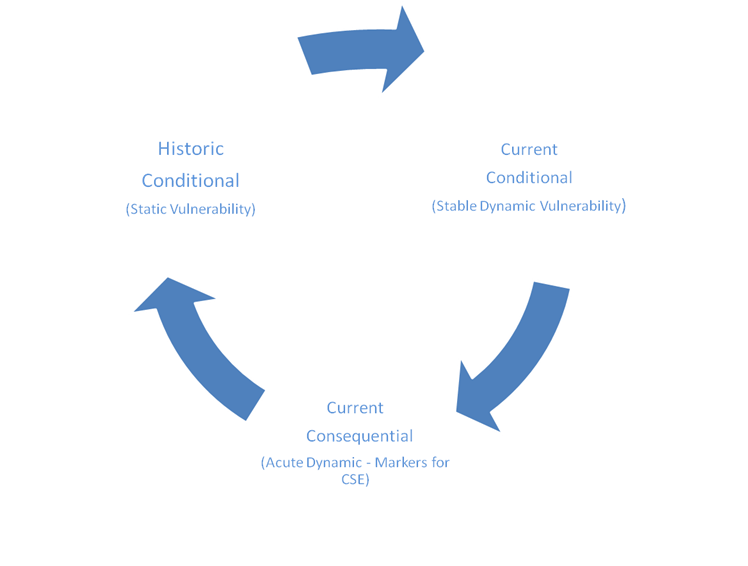 Historic
Conditional
(Static Vulnerability)
Current
Conditional
(Stable Dynamic Vulnerability)
Current
Consequential
(Acute Dynamic - Markers for
CSE)